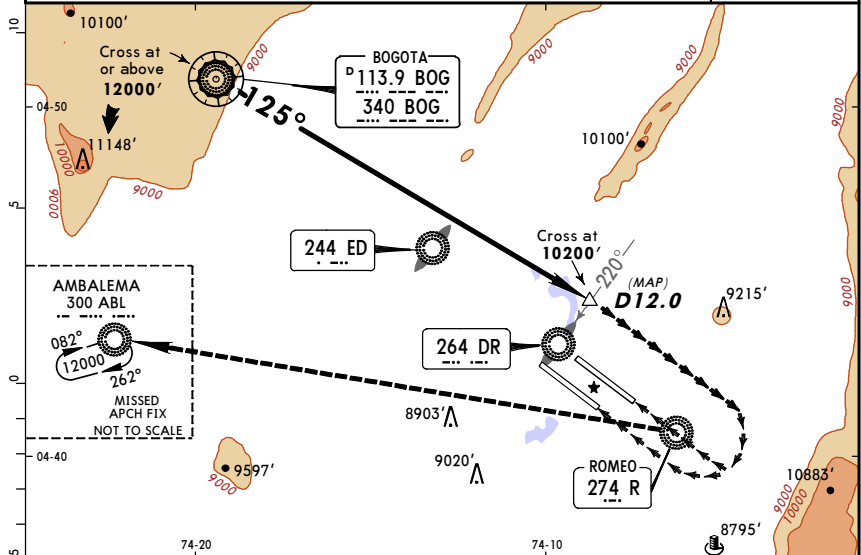 10
10100'
Cross at
or above
12000'
9000
BOGOTA
D 113.9 BOG
340 BOG
125°
9000
9000
04-50
11148'
10000
9000
9000
10100'
5
244 ED
Cross at
10200'
220°
(MAP)
D12.0
9215'
9000
AMBALEMA
300 ABL
082°
12000
262°
MISSED
APCH FIX
NOT TO SCALE
264 DR
0
8903'
9020'
04-40
9597'
9000
ROMEO
274 R
10883'
9000
10000
8795'
5
74-20
74-10